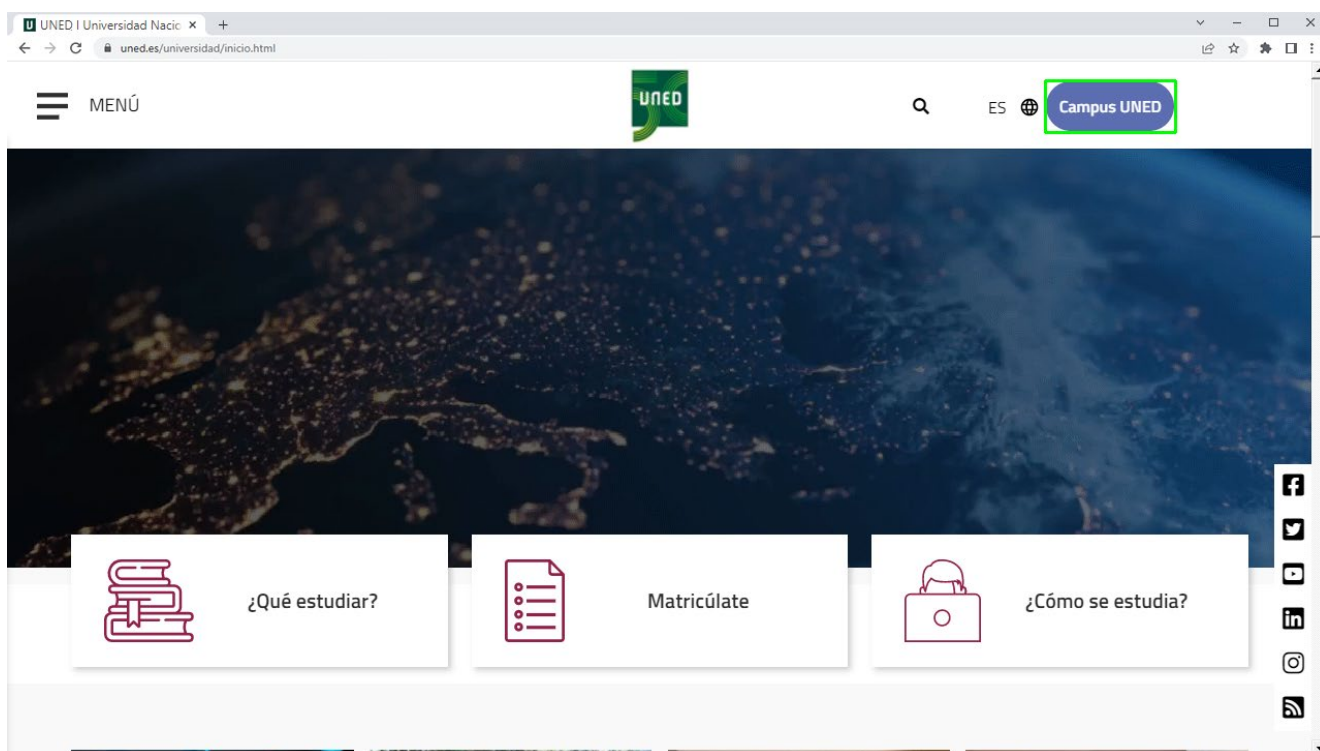 UNED I Universidad Nacio
uned.es/universidad/inicio.html
MENÚ
UNED
ES
Campus UNED
¿Qué estudiar?
Matricúlate
¿Cómo se estudia?